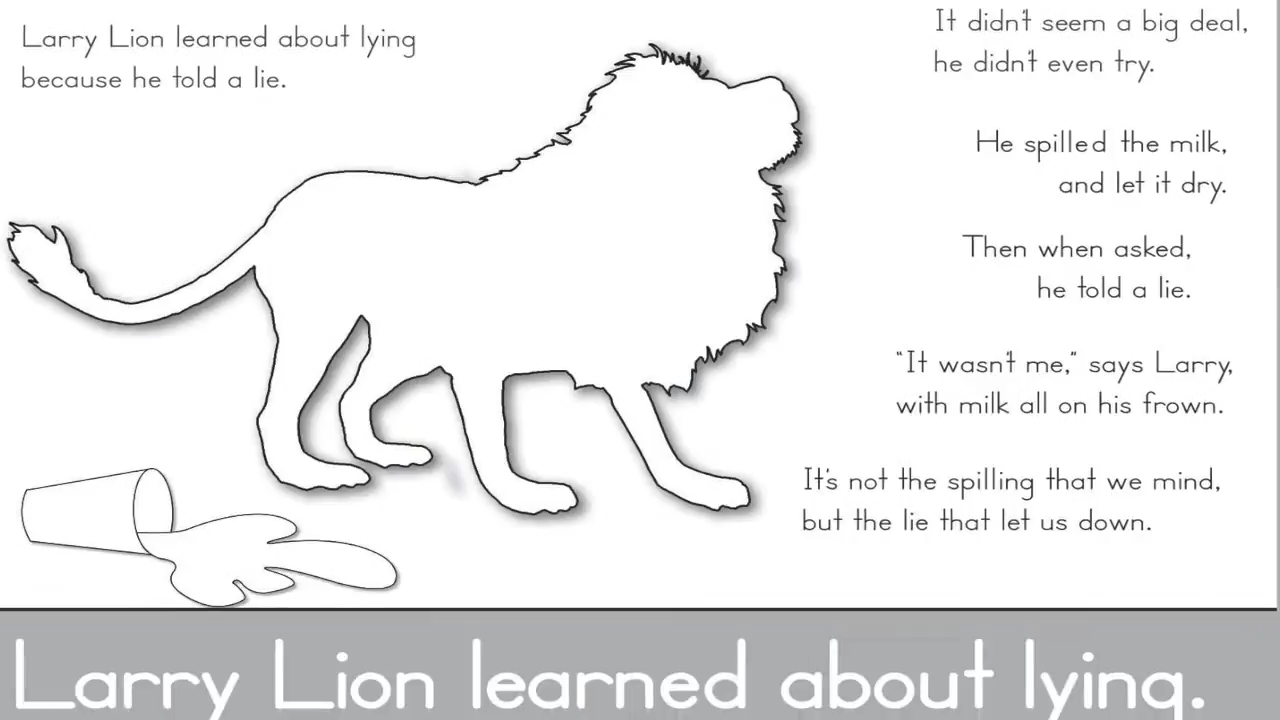 Larry Lion learned about lying
because he told a lie.
It didn't seem a big deal,
he didn't even try.
He spilled the milk,
and let it dry.
Then when asked,
he told a lie.
"It wasn't me," says Larry,
with milk all on his frown.
It's not the spilling that we mind,
but the lie that let us down.
Larry Lion learned about lying.